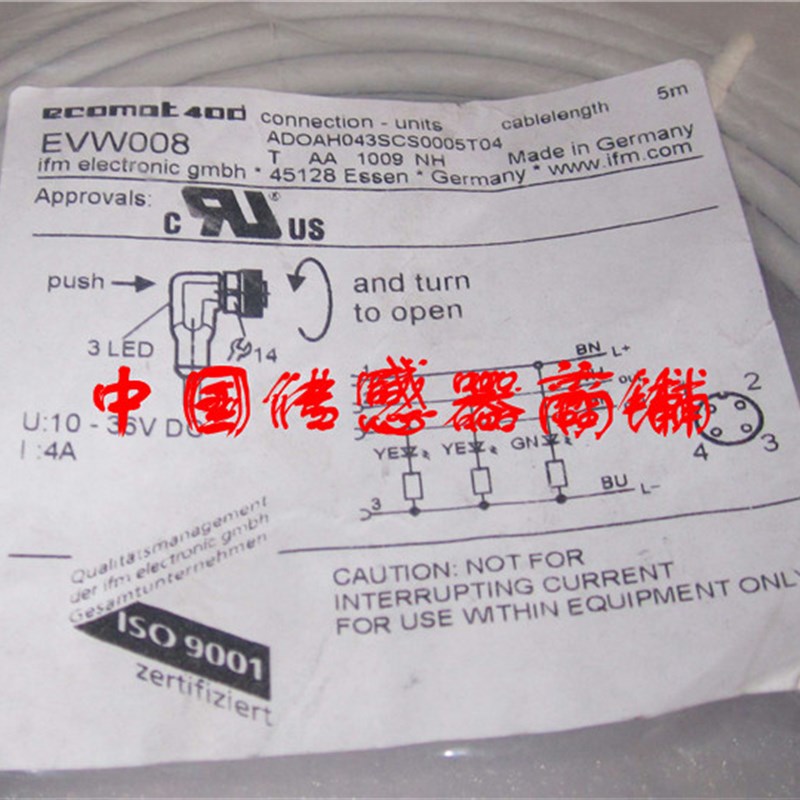 ecomat 400 connection - units cablelength 5m
EVW008 ADOAH043SCS0005T04
T AA 1009 NH Made in Germany
ifm electronic gmbh * 45128 Essen * Germany * www.ifm.com
Approvals: c RU ® US
push
and turn
to open
3 LED 14
BN L+
中国传感器商铺
2
U:10 - 36V DC
I :4A
YE YE GN
4 3
3 BU L-
Qualitätsmanagement
der ifm electronic gmbh
Gesamtunternehmen
ISO 9001
zertifiziert
CAUTION: NOT FOR
INTERRUPTING CURRENT
FOR USE WITHIN EQUIPMENT ONLY